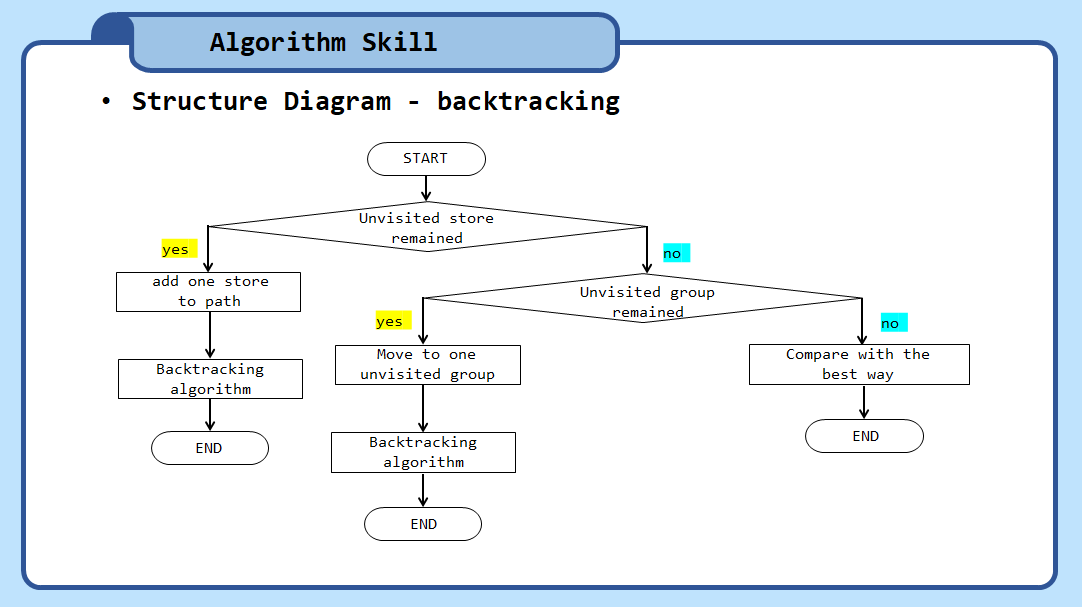 Algorithm Skill
• Structure Diagram - backtracking
START
Unvisited store
remained
yes
no
add one store
to path
Unvisited group
remained
yes
no
Move to one
unvisited group
Compare with the
best way
Backtracking
algorithm
END
Backtracking
algorithm
END
END